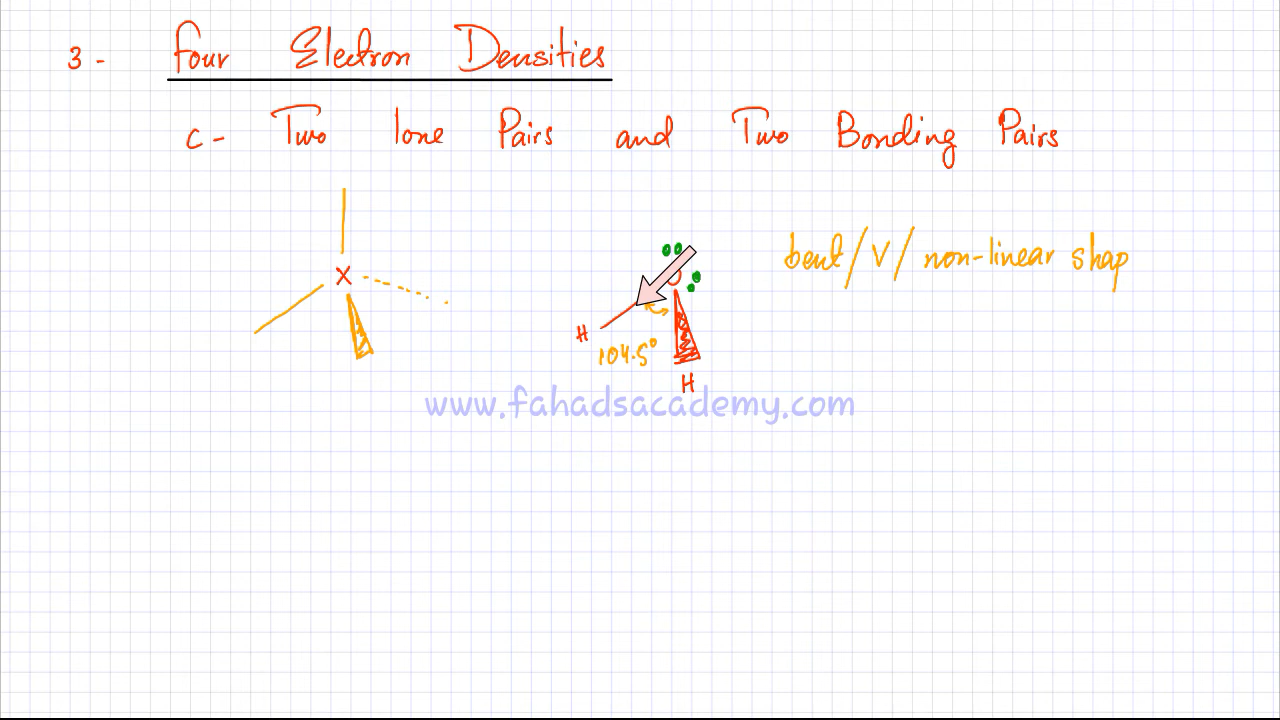 3- Four Electron Densities
c- Two lone Pairs and Two Bonding Pairs
X
O
bent/V/non-linear shap
H
104.5°
H
www.fahadsacademy.com